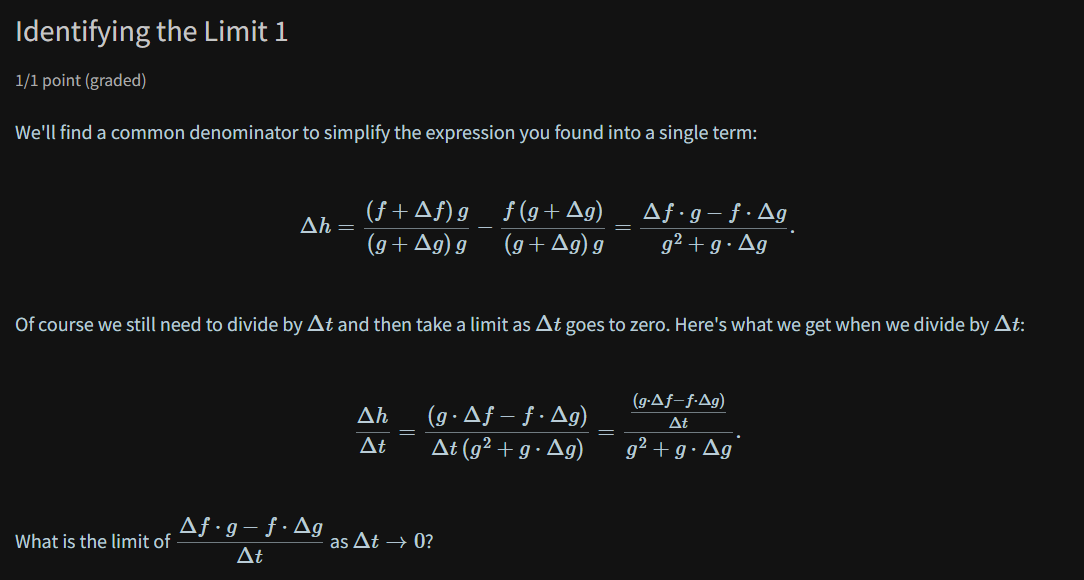 Identifying the Limit 1
1/1 point (graded)
We'll find a common denominator to simplify the expression you found into a single term:
Δh = (f + Δf) g / (g + Δg) g − f (g + Δg) / (g + Δg) g = Δf · g − f · Δg / g² + g · Δg.
Of course we still need to divide by Δt and then take a limit as Δt goes to zero. Here's what we get when we divide by Δt:
Δh / Δt = (g · Δf − f · Δg) / Δt (g² + g · Δg) = (g·Δf−f·Δg) / Δt / g² + g · Δg.
What is the limit of Δf · g − f · Δg / Δt as Δt → 0?